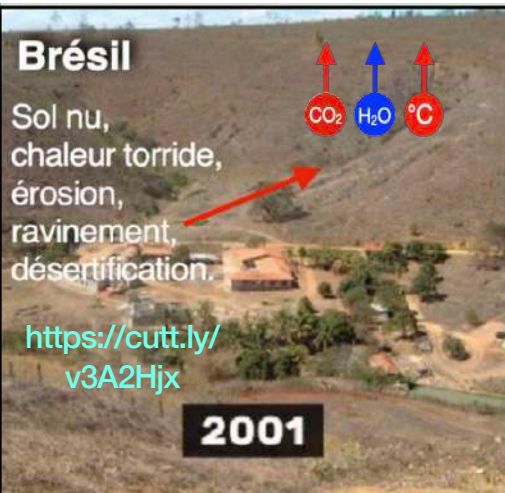 Brésil
CO₂ H₂O °C
Sol nu,
chaleur torride,
érosion,
ravinement,
désertification.
https://cutt.ly/
v3A2Hjx
2001